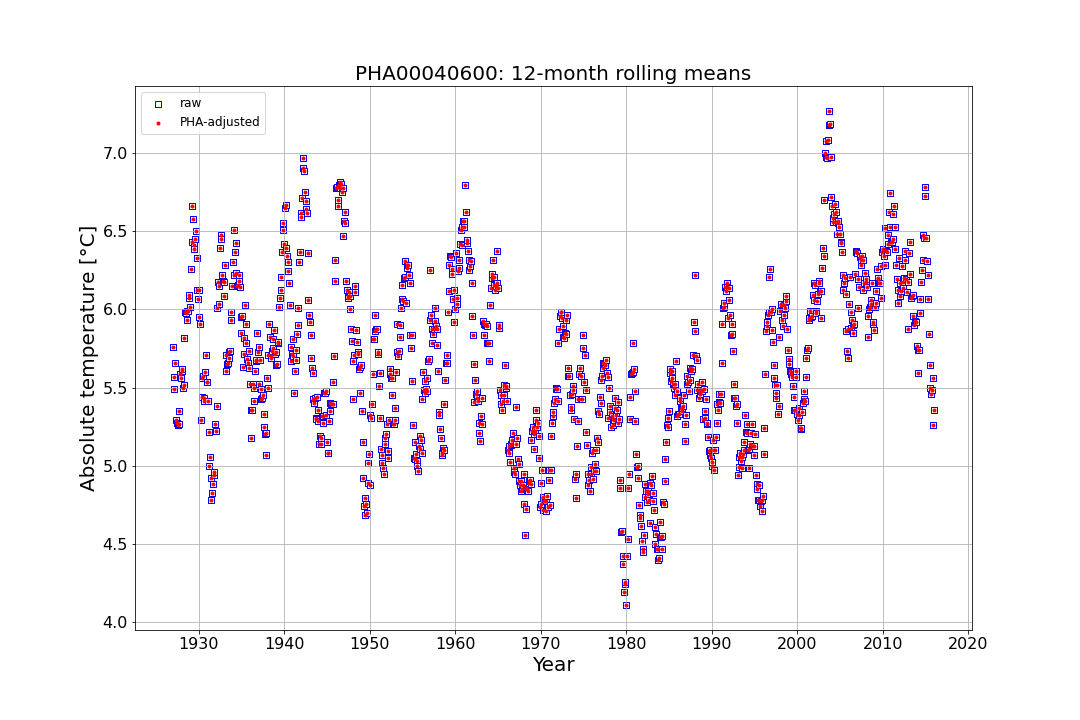 PHA00040600: 12-month rolling means
raw
PHA-adjusted
Absolute temperature [°C]
7.0
6.5
6.0
5.5
5.0
4.5
4.0
1930 1940 1950 1960 1970 1980 1990 2000 2010 2020
Year